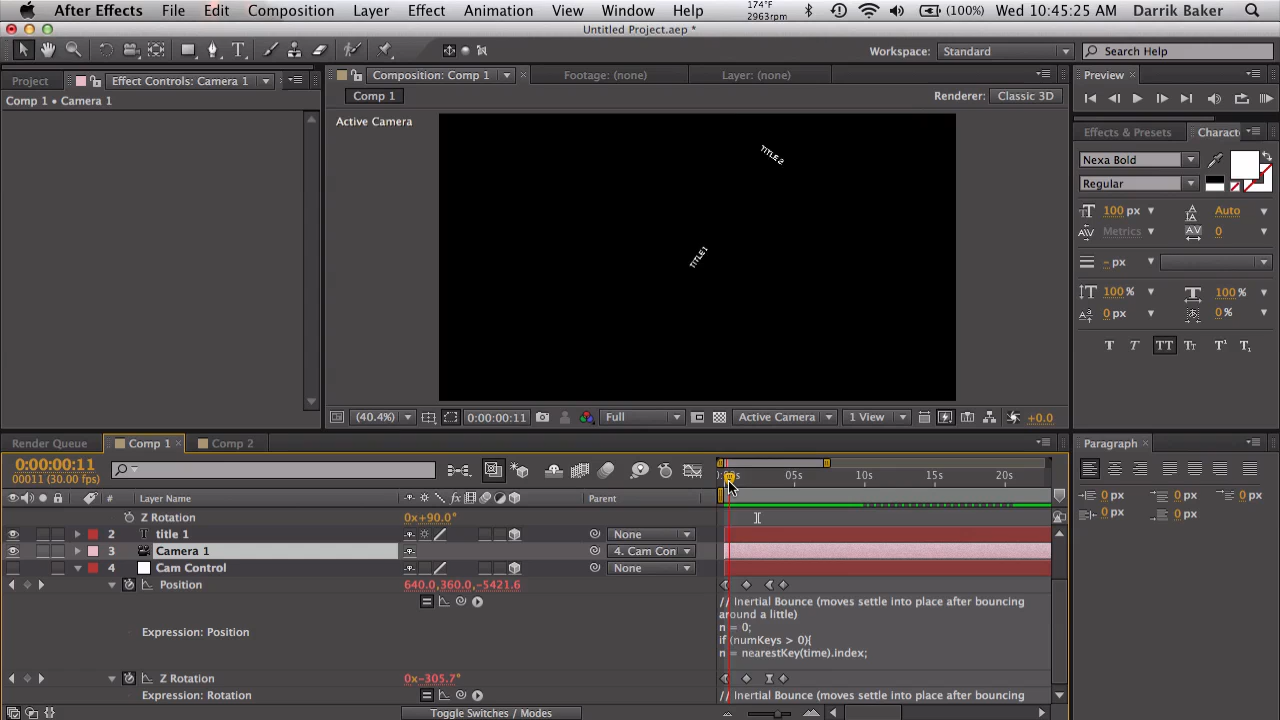 After Effects File Edit Composition Layer Effect Animation View Window Help 174°F 2963rpm (100%) Wed 10:45:25 AM Darrik Baker
Untitled Project.aep *
Workspace: Standard Search Help
Project Effect Controls: Camera 1 Composition: Comp 1 Footage: (none) Layer: (none) Preview
Comp 1 • Camera 1 Comp 1 Renderer: Classic 3D
Active Camera
Effects & Presets Charact
TITLE 2
Nexa Bold
Regular
100 px Auto
Metrics 0
TITLE 1
- px
100 % 100 %
0 px 0 %
T T TT Tr T¹ T₁
(40.4%) 0:00:00:11 Full Active Camera 1 View +0.0
Render Queue Comp 1 Comp 2 Paragraph
0:00:00:11
00011 (30.00 fps)
05s 10s 15s 20s
# Layer Name fx Parent
0 px 0 px 0 px
0 px 0 px
Z Rotation 0x+90.0°
2 T title 1 None
3 Camera 1 4. Cam Con
4 Cam Control None
Position 640.0,360.0,-5421.6
// Inertial Bounce (moves settle into place after bouncing
around a little)
n = 0;
Expression: Position
if (numKeys > 0){
n = nearestKey(time).index;
Z Rotation 0x-305.7°
Expression: Rotation // Inertial Bounce (moves settle into place after bouncing
Toggle Switches / Modes